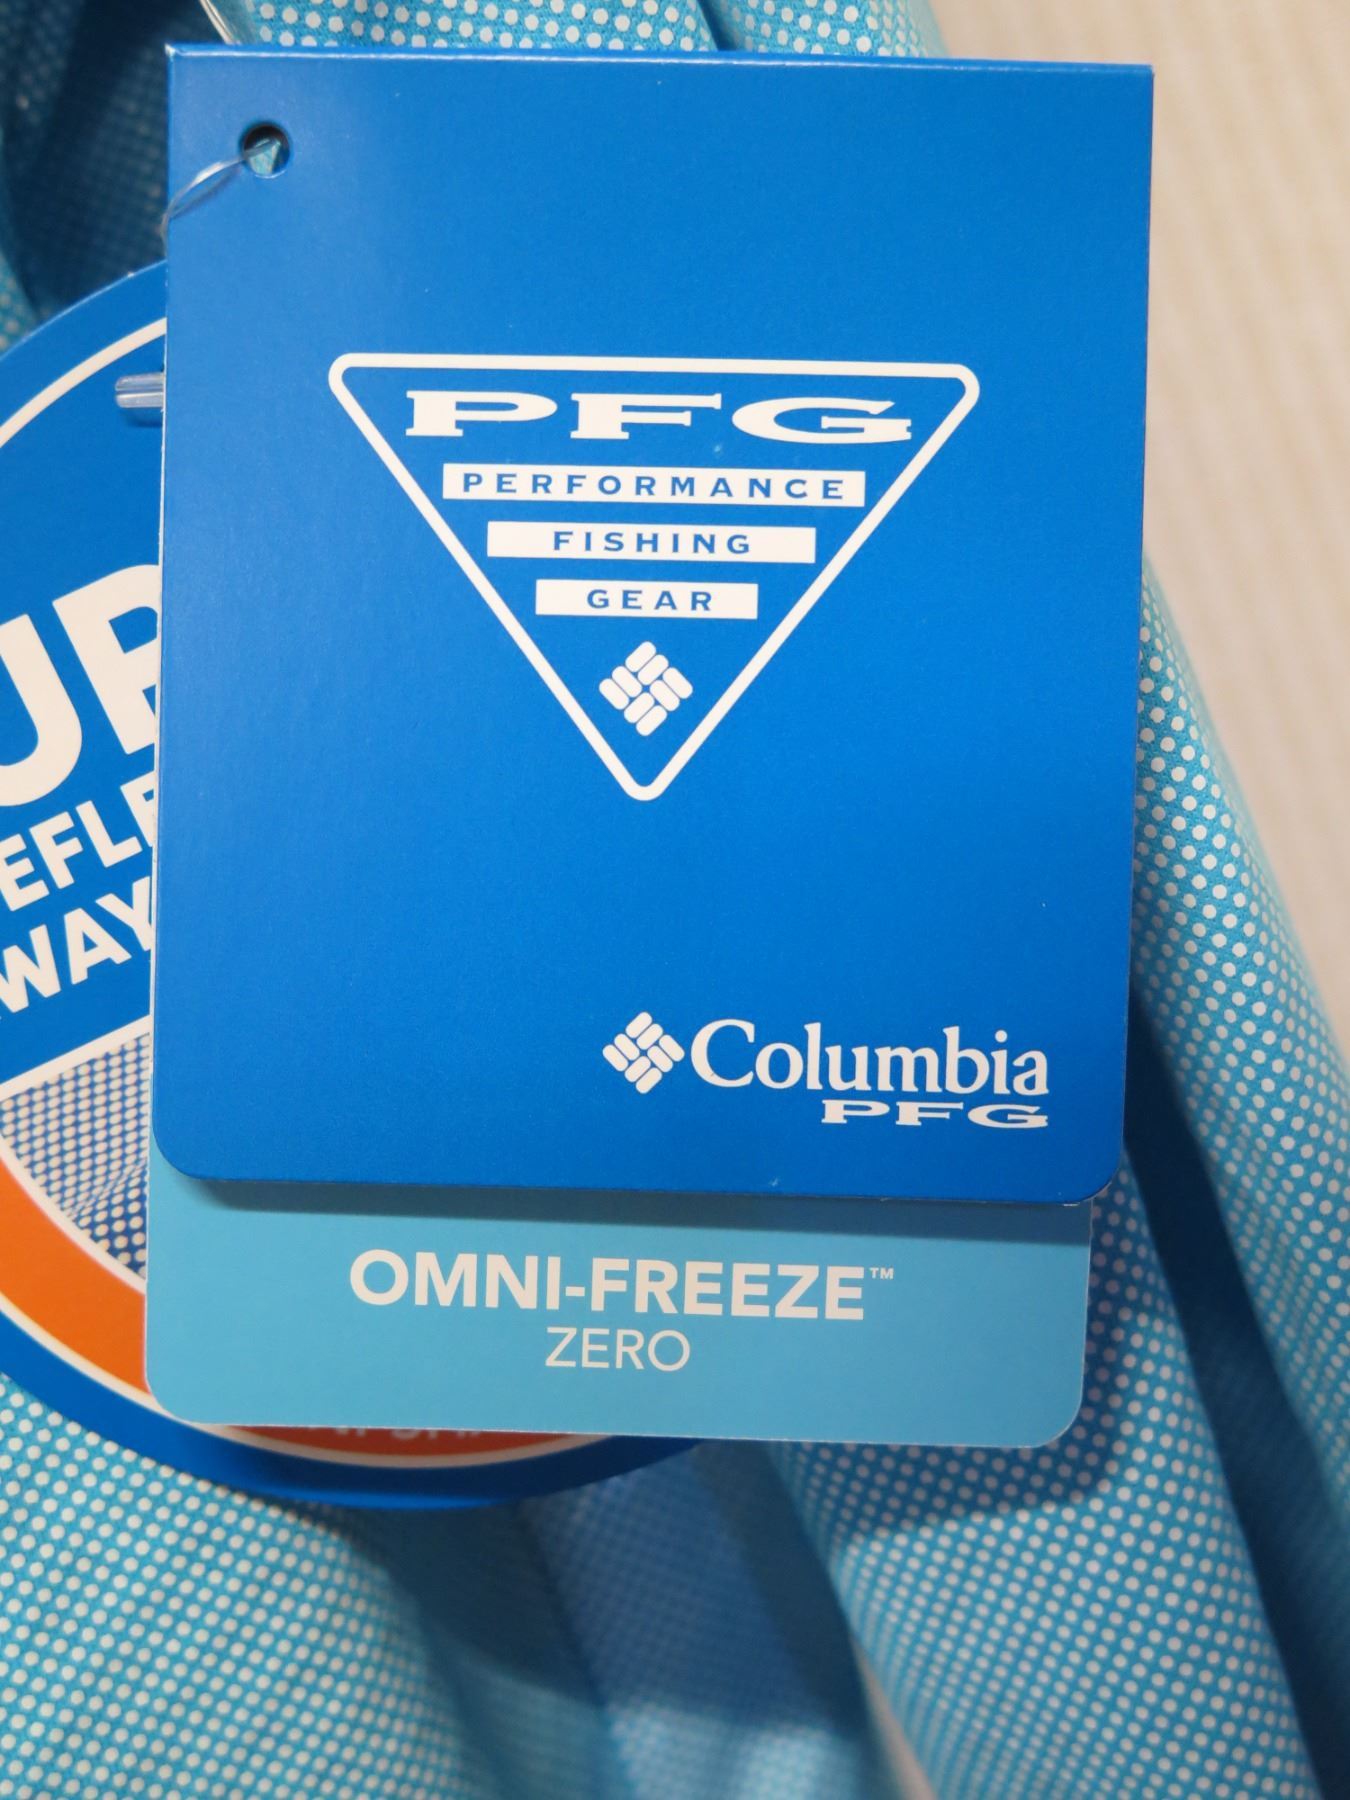 PFG
PERFORMANCE
FISHING
GEAR
Columbia
PFG
OMNI-FREEZE™
ZERO